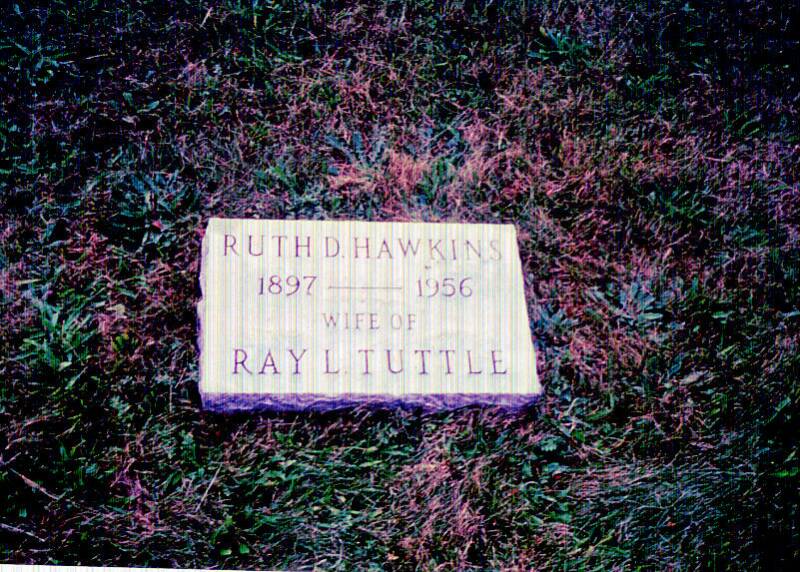 RUTH D. HAWKINS
1897 — 1956
WIFE OF
RAY L. TUTTLE